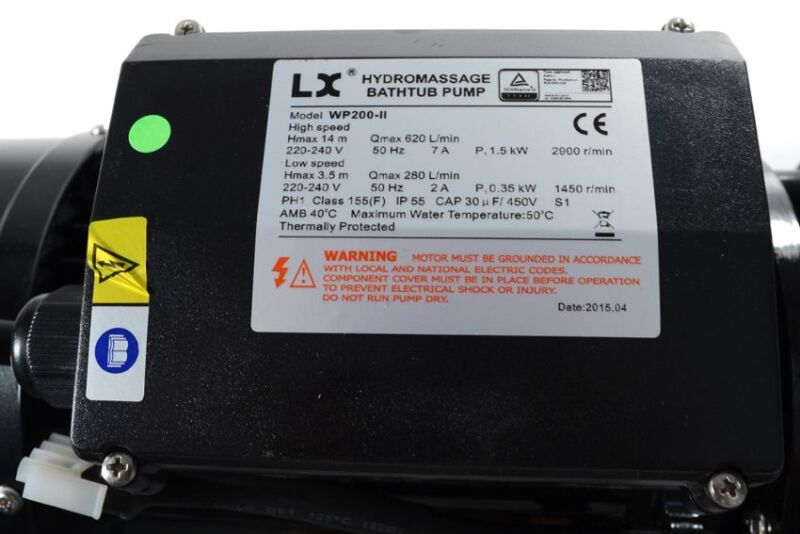 LX ® HYDROMASSAGE
BATHTUB PUMP
Model WP200-II
High speed
Hmax 14 m Qmax 620 L/min
220-240 V 50 Hz 7 A P₁ 1.5 kW 2900 r/min
Low speed
Hmax 3.5 m Qmax 280 L/min
220-240 V 50 Hz 2 A P₁ 0.35 kW 1450 r/min
PH1 Class 155(F) IP 55 CAP 30 μF/ 450V S1
AMB 40°C Maximum Water Temperature:50°C
Thermally Protected
CE
WARNING MOTOR MUST BE GROUNDED IN ACCORDANCE
WITH LOCAL AND NATIONAL ELECTRIC CODES.
COMPONENT COVER MUST BE IN PLACE BEFORE OPERATION
TO PREVENT ELECTRICAL SHOCK OR INJURY.
DO NOT RUN PUMP DRY.
Date:2015.04
125°C